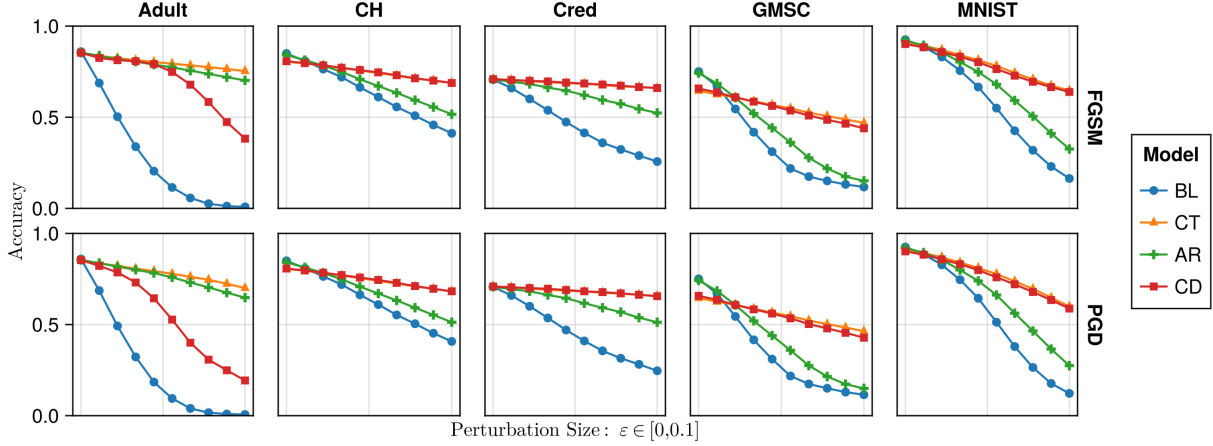 Adult CH Cred GMSC MNIST
1.0
0.5
0.0
FGSM
1.0
0.5
0.0
PGD
Accuracy
Perturbation Size: ε ∈ [0,0.1]
Model
BL
CT
AR
CD